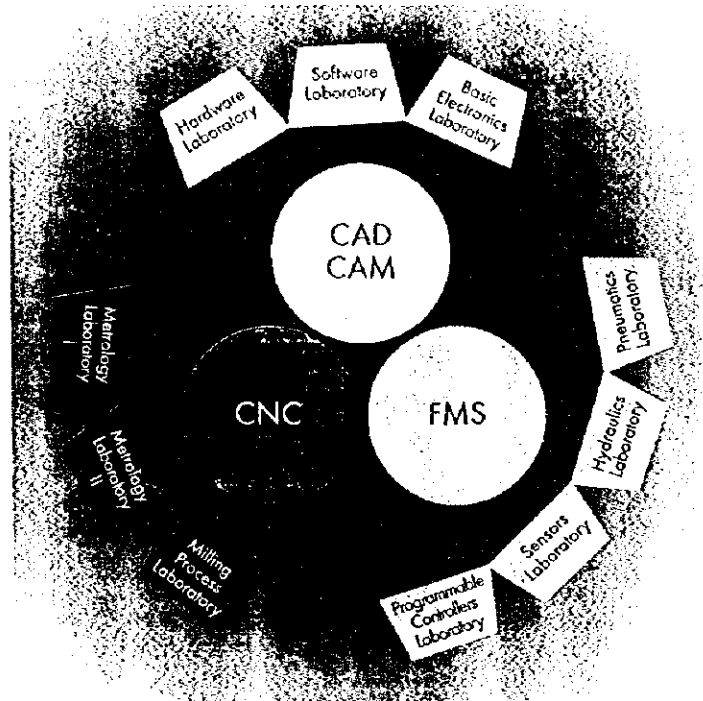 Hardware
Laboratory
Software
Laboratory
Basic
Electronics
Laboratory
CAD
CAM
Pneumatics
Laboratory
Metrology
Laboratory
I
CNC
FMS
Hydraulics
Laboratory
Metrology
Laboratory
II
Sensors
Laboratory
Milling
Process
Laboratory
Programmable
Controllers
Laboratory